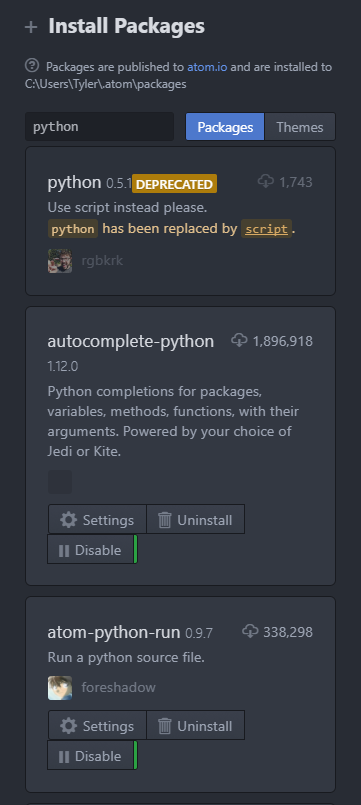 Install Packages
Packages are published to atom.io and are installed to
C:\Users\Tyler\.atom\packages
python
Packages Themes
python 0.5.1 DEPRECATED 1,743
Use script instead please.
python has been replaced by script.
rgbkrk
autocomplete-python 1,896,918
1.12.0
Python completions for packages,
variables, methods, functions, with their
arguments. Powered by your choice of
Jedi or Kite.
Settings Uninstall
Disable
atom-python-run 0.9.7 338,298
Run a python source file.
foreshadow
Settings Uninstall
Disable